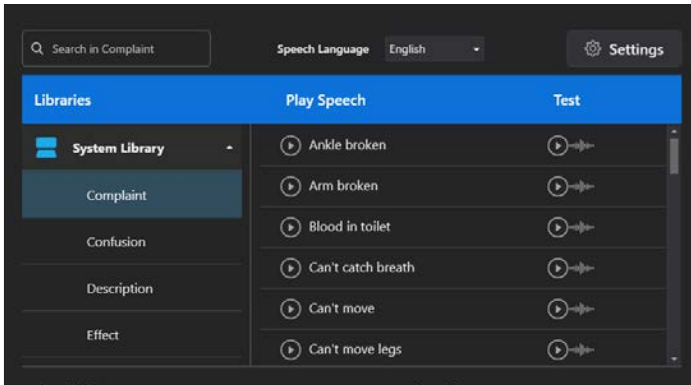 Search in Complaint Speech Language English Settings
Libraries Play Speech Test
System Library Ankle broken
Complaint Arm broken
Confusion Blood in toilet
Description Can't catch breath
Effect Can't move
Can't move legs